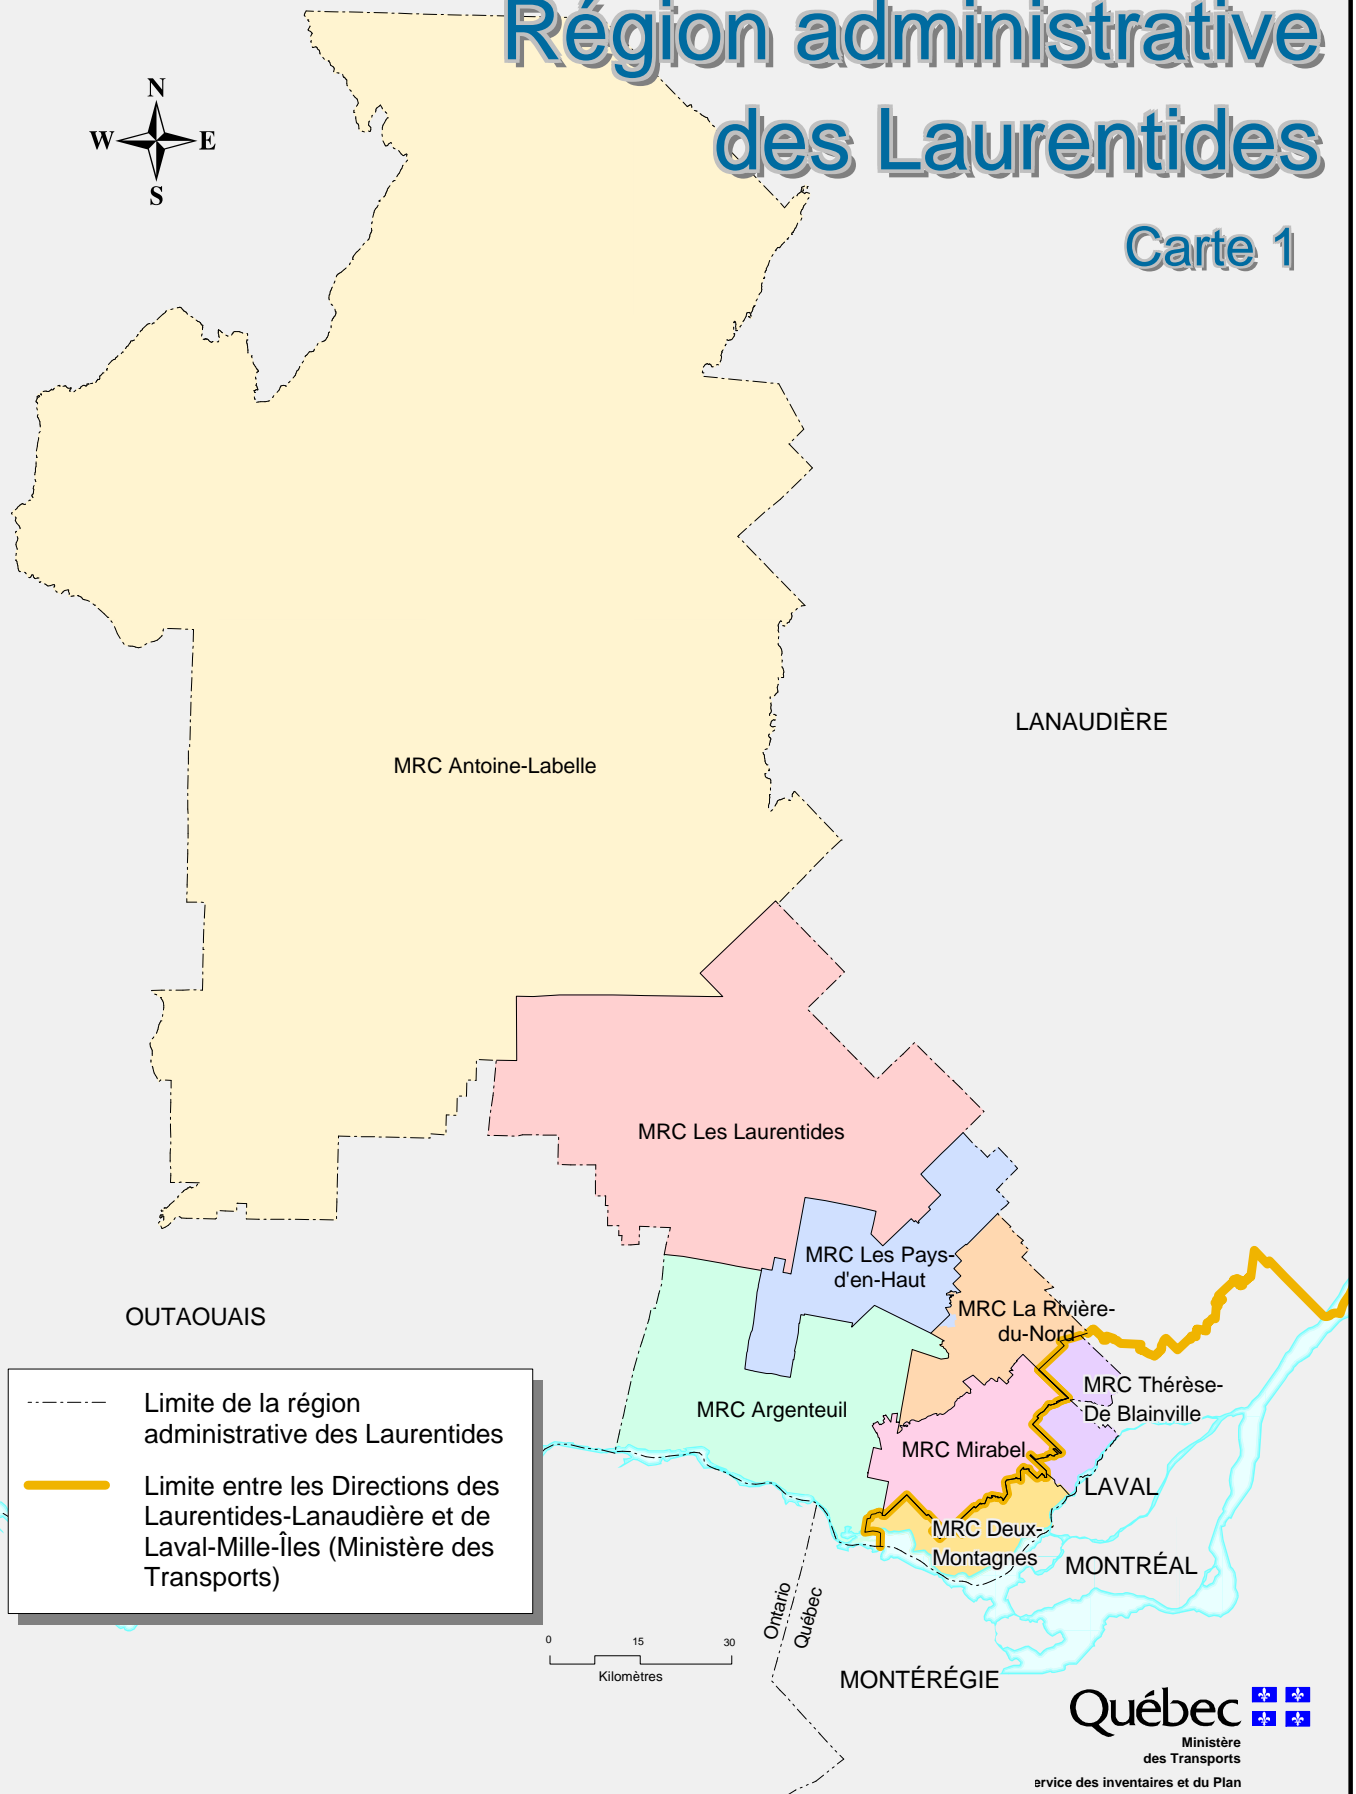 Région administrative
des Laurentides
Carte 1
N
W E
S
LANAUDIÈRE
MRC Antoine-Labelle
MRC Les Laurentides
MRC Les Pays-
d'en-Haut
OUTAOUAIS
MRC La Rivière-
du-Nord
MRC Thérèse-
De Blainville
MRC Argenteuil
MRC Mirabel
LAVAL
MRC Deux-
Montagnes
MONTRÉAL
Limite de la région
administrative des Laurentides
Limite entre les Directions des
Laurentides-Lanaudière et de
Laval-Mille-Îles (Ministère des
Transports)
Ontario
Québec
0 15 30
Kilomètres
MONTÉRÉGIE
Québec
Ministère
des Transports
ervice des inventaires et du Plan